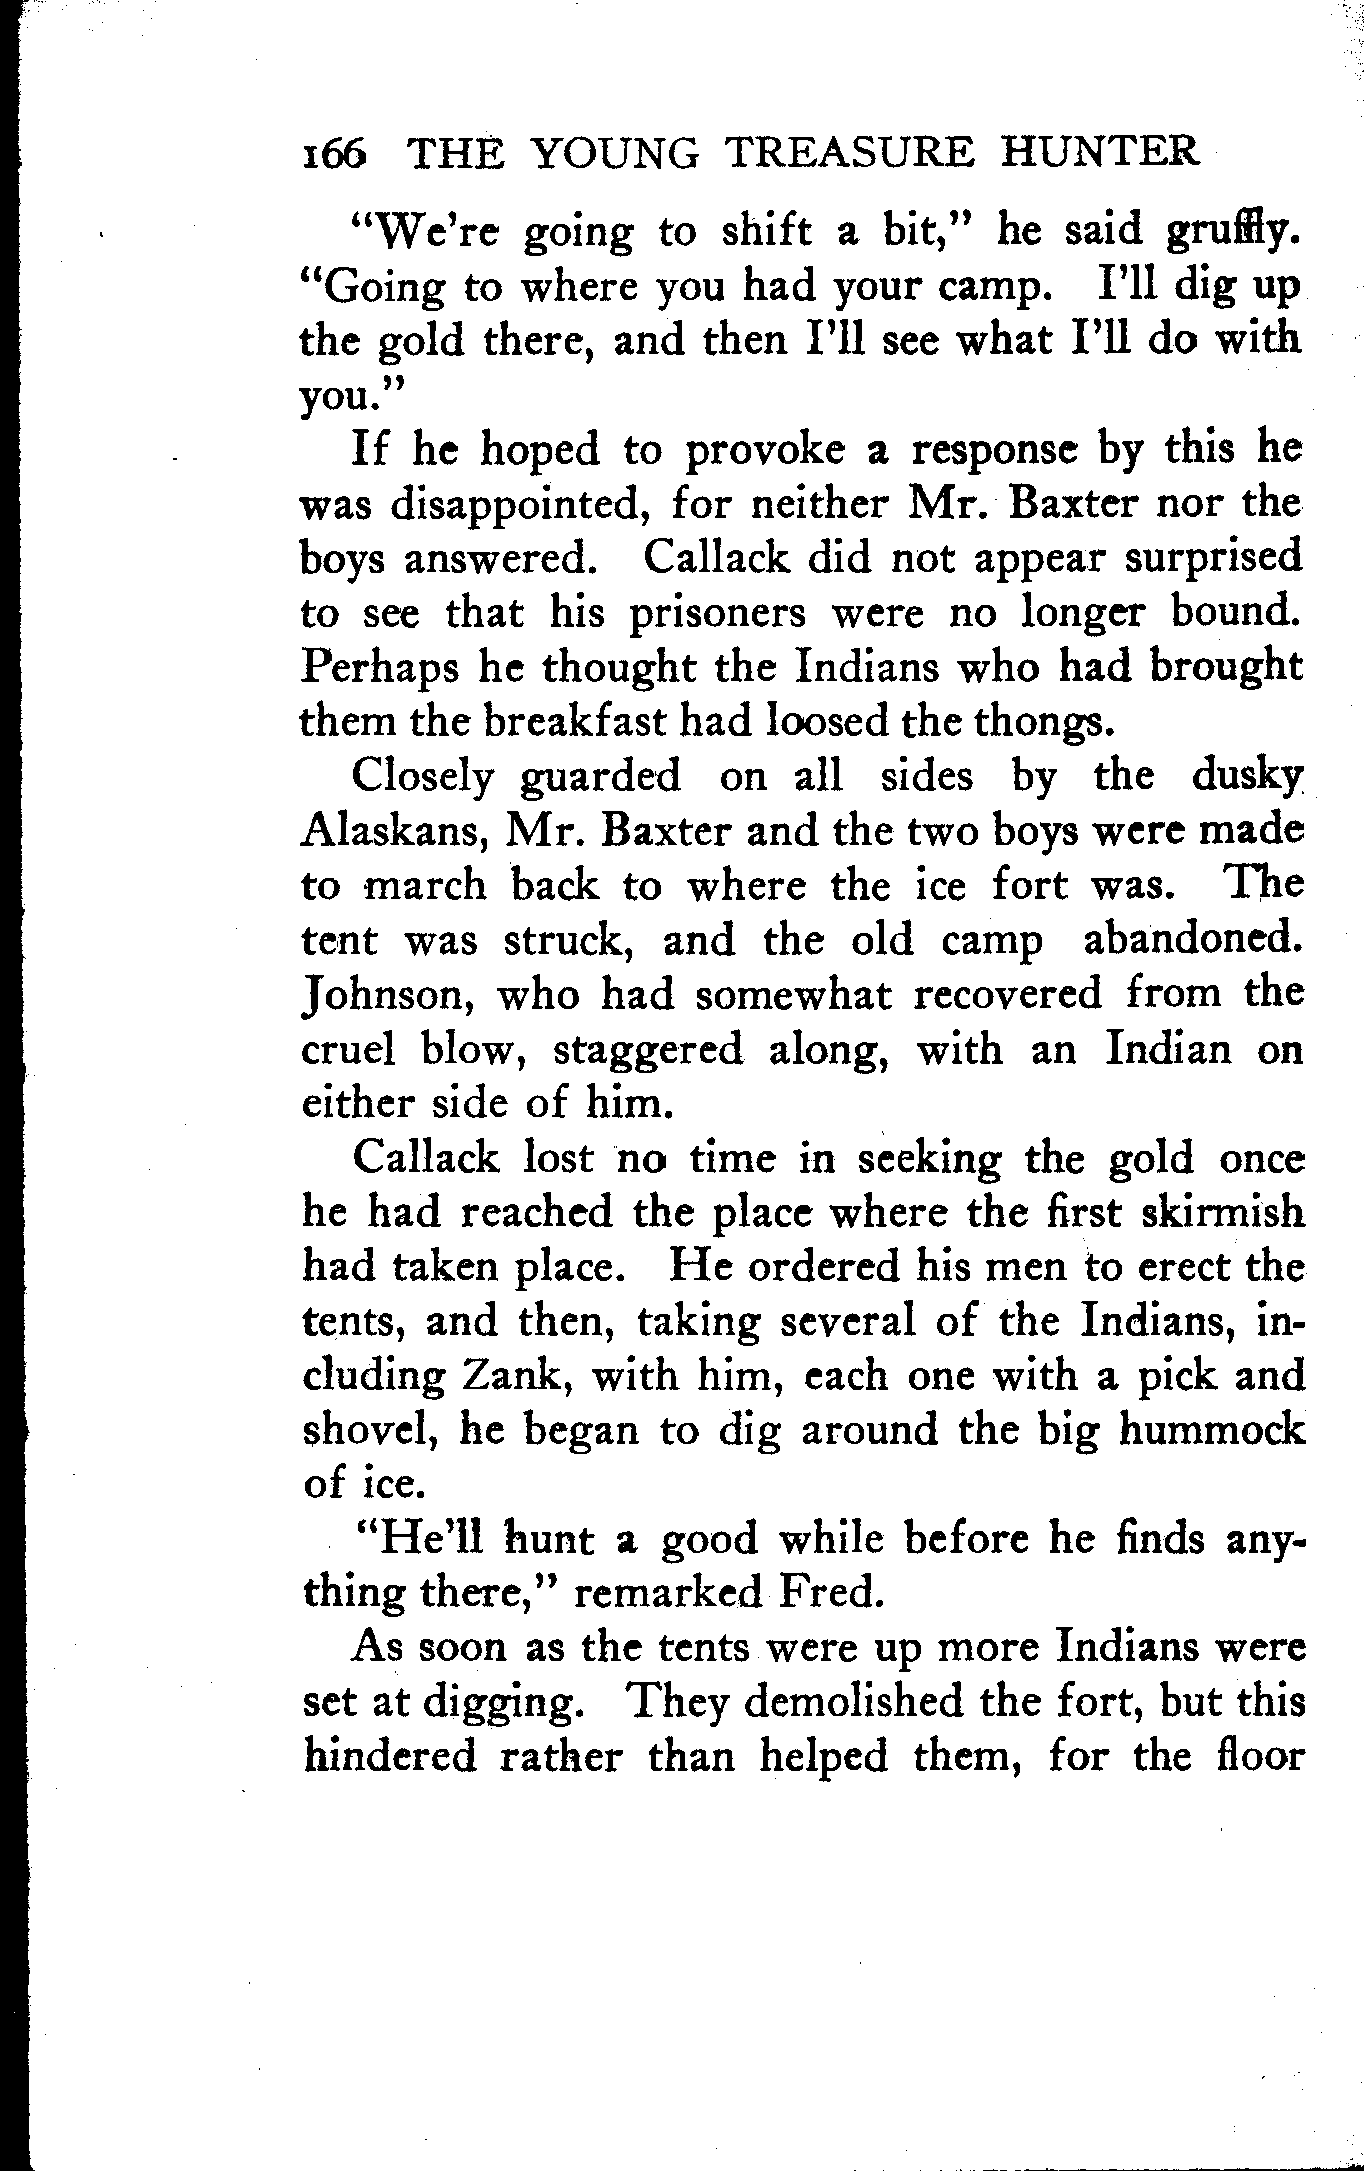 166 THE YOUNG TREASURE HUNTER
"We're going to shift a bit," he said gruffly.
"Going to where you had your camp. I'll dig up
the gold there, and then I'll see what I'll do with
you."
If he hoped to provoke a response by this he
was disappointed, for neither Mr. Baxter nor the
boys answered. Callack did not appear surprised
to see that his prisoners were no longer bound.
Perhaps he thought the Indians who had brought
them the breakfast had loosed the thongs.
Closely guarded on all sides by the dusky
Alaskans, Mr. Baxter and the two boys were made
to march back to where the ice fort was. The
tent was struck, and the old camp abandoned.
Johnson, who had somewhat recovered from the
cruel blow, staggered along, with an Indian on
either side of him.
Callack lost no time in seeking the gold once
he had reached the place where the first skirmish
had taken place. He ordered his men to erect the
tents, and then, taking several of the Indians, in-
cluding Zank, with him, each one with a pick and
shovel, he began to dig around the big hummock
of ice.
"He'll hunt a good while before he finds any-
thing there," remarked Fred.
As soon as the tents were up more Indians were
set at digging. They demolished the fort, but this
hindered rather than helped them, for the floor